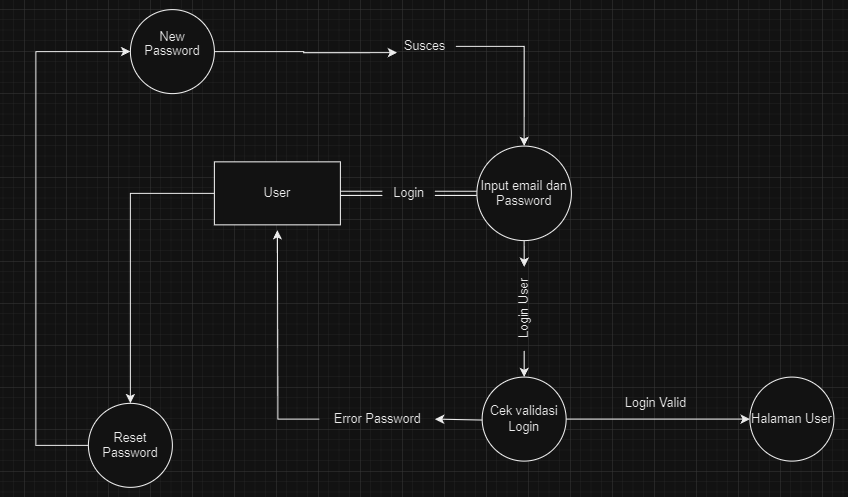 New
Password
Susces
User
Login
Input email dan
Password
Login User
Error Password
Cek validasi
Login
Login Valid
Halaman User
Reset
Password